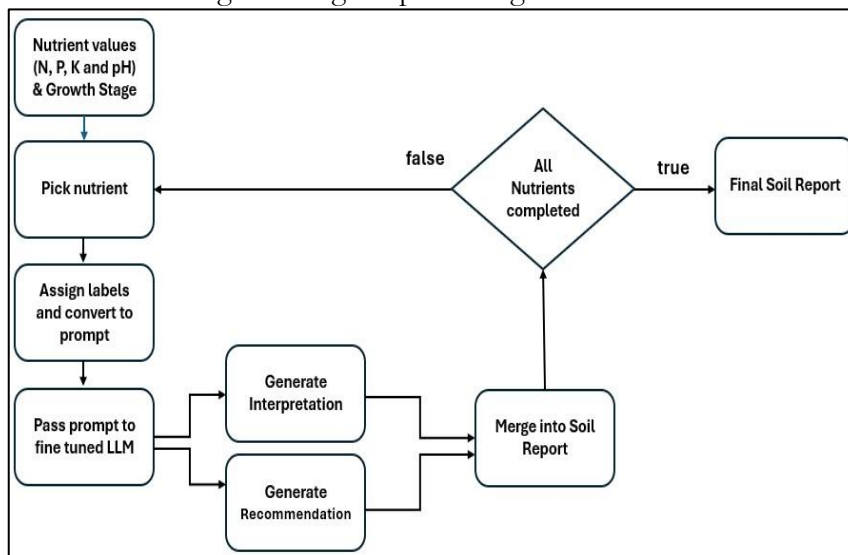 Nutrient values
(N, P, K and pH)
& Growth Stage
Pick nutrient
Assign labels
and convert to
prompt
Pass prompt to
fine tuned LLM
Generate
Interpretation
Generate
Recommendation
Merge into Soil
Report
All
Nutrients
completed
false
true
Final Soil Report